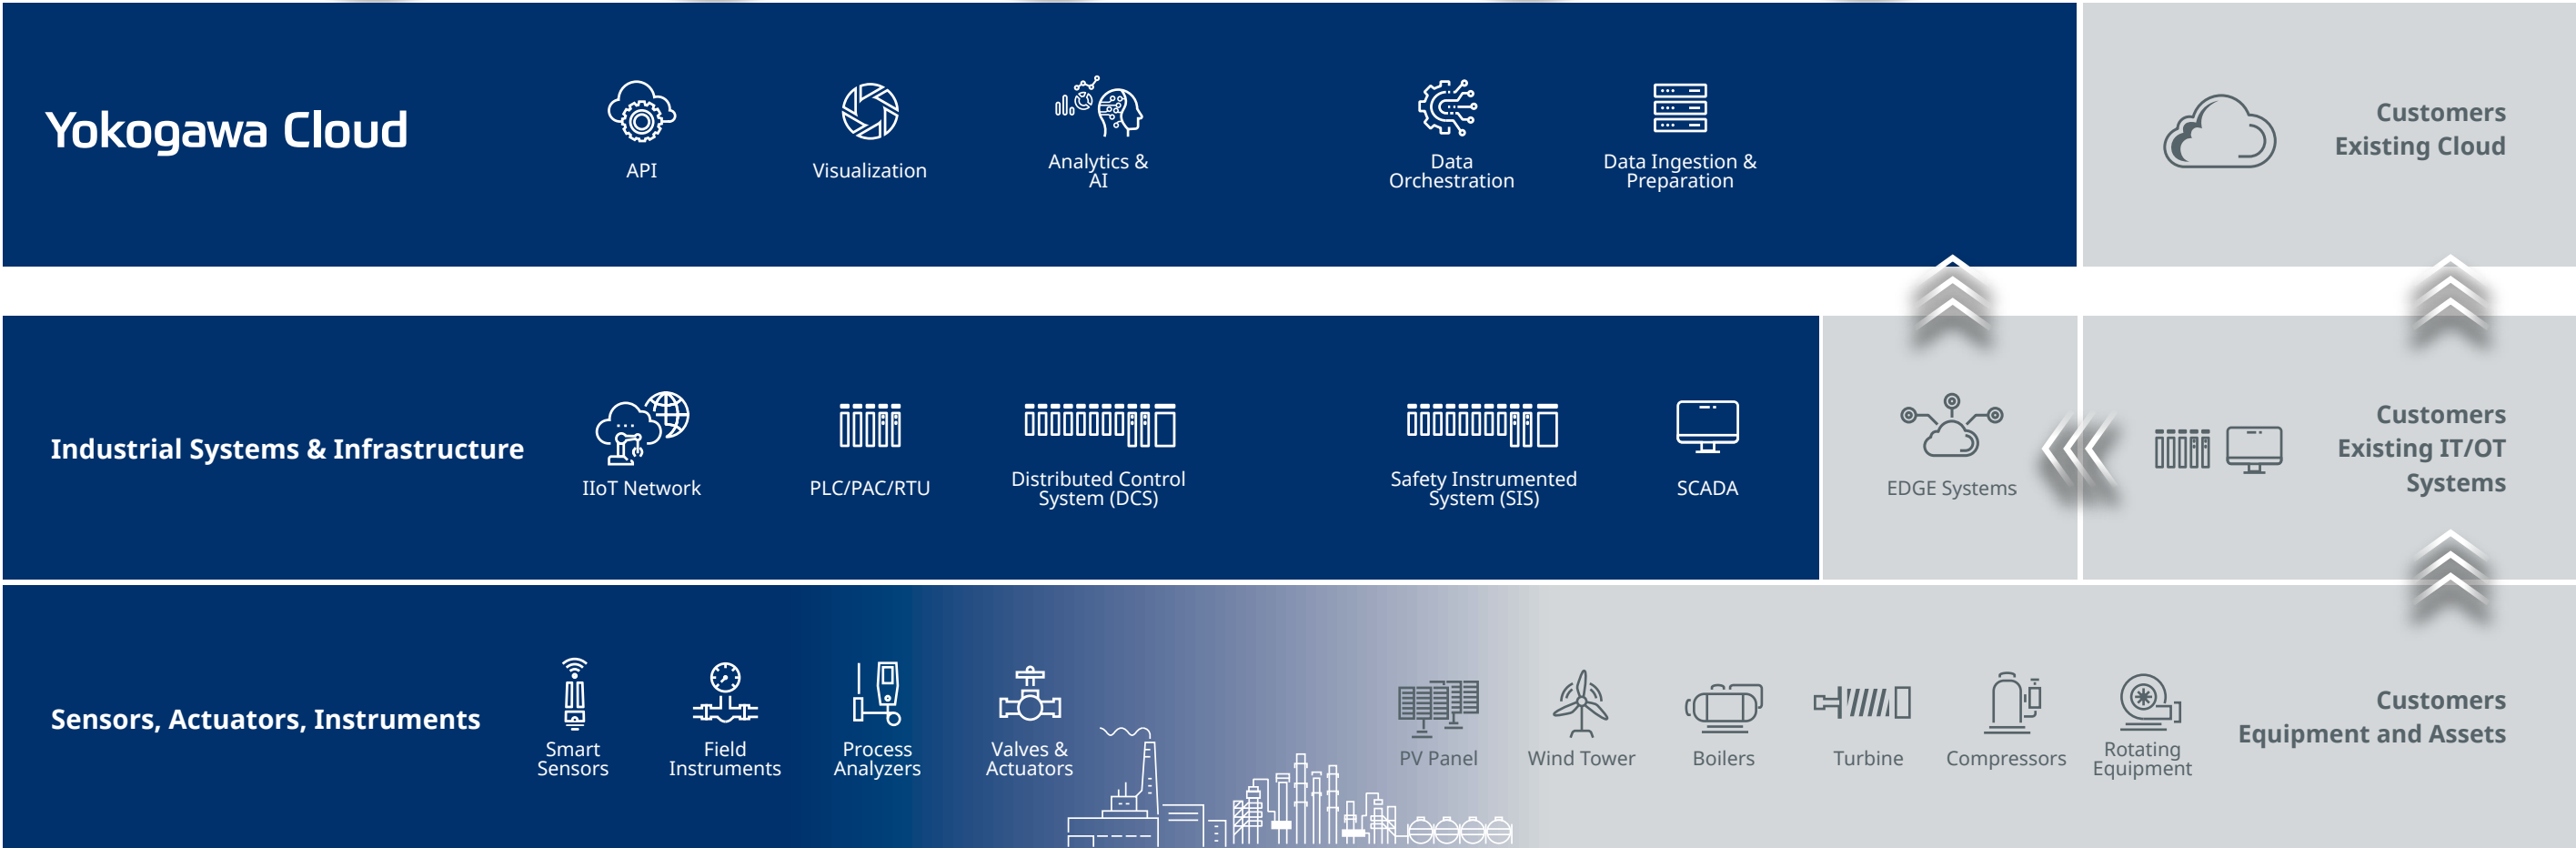 Yokogawa Cloud
API
Visualization
Analytics &
AI
Data
Orchestration
Data Ingestion &
Preparation
Customers
Existing Cloud
Industrial Systems & Infrastructure
IIoT Network
PLC/PAC/RTU
Distributed Control
System (DCS)
Safety Instrumented
System (SIS)
SCADA
EDGE Systems
Customers
Existing IT/OT
Systems
Sensors, Actuators, Instruments
Smart
Sensors
Field
Instruments
Process
Analyzers
Valves &
Actuators
PV Panel
Wind Tower
Boilers
Turbine
Compressors
Rotating
Equipment
Customers
Equipment and Assets